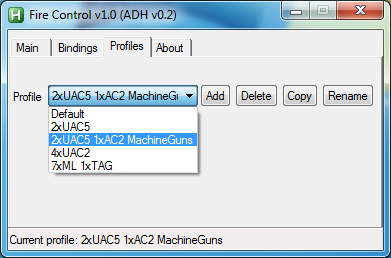 Fire Control v1.0 (ADH v0.2)
Main Bindings Profiles About
Profile 2xUAC5 1xAC2 MachineGu Add Delete Copy Rename
Default
2xUAC5
2xUAC5 1xAC2 MachineGuns
4xUAC2
7xML 1xTAG
Current profile: 2xUAC5 1xAC2 MachineGuns